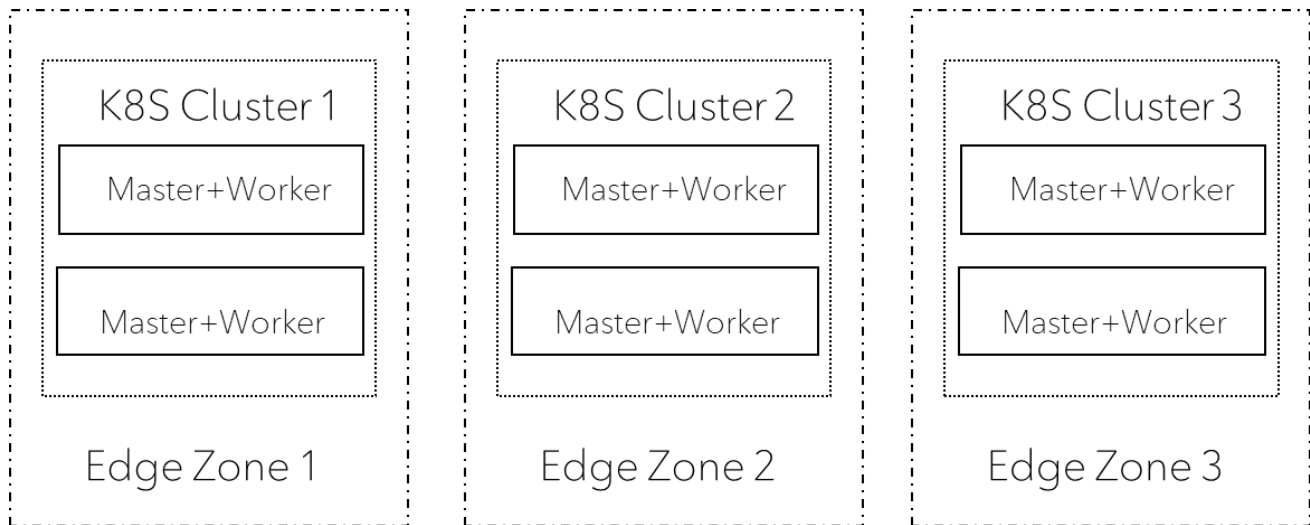 K8S Cluster 1
Master+Worker
Master+Worker
Edge Zone 1
K8S Cluster 2
Master+Worker
Master+Worker
Edge Zone 2
K8S Cluster 3
Master+Worker
Master+Worker
Edge Zone 3